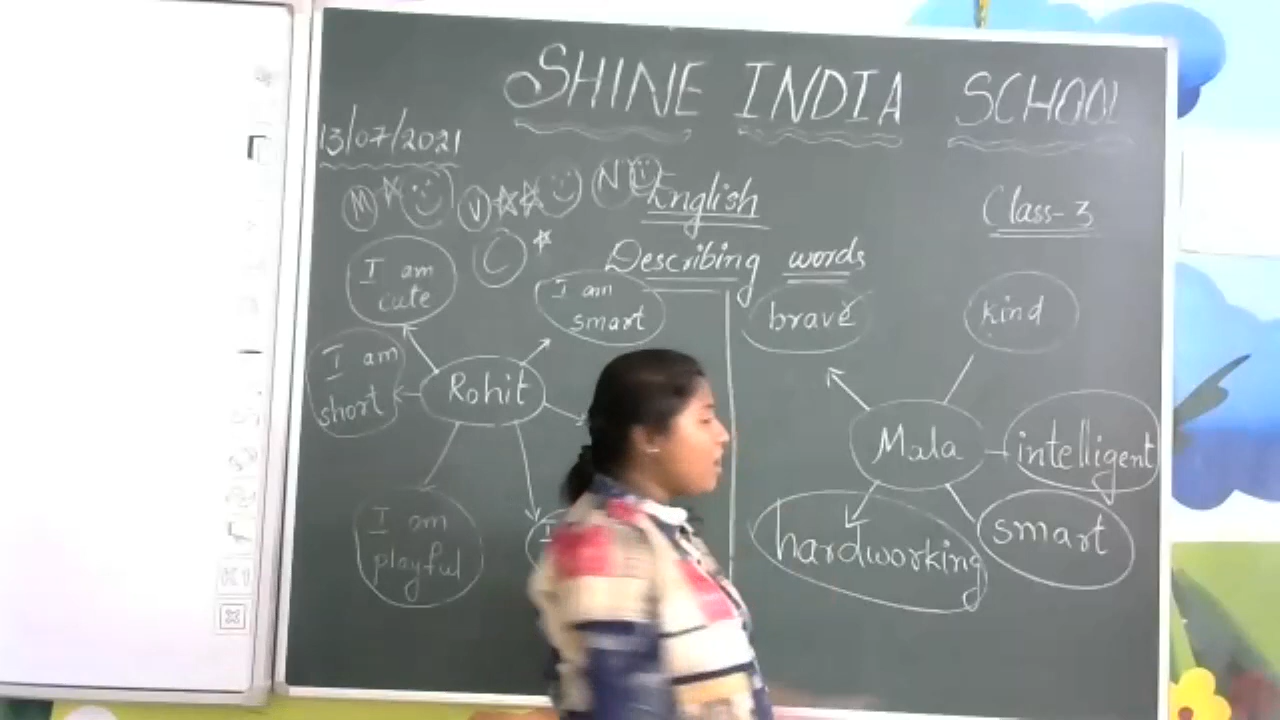 SHINE INDIA SCHOOL
13/07/2021
M V N
English
Class-3
C
Describing words
I am
cute
I am
smart
I am
short
Rohit
I am
playful
I
brave
kind
Mala
intelligent
hardworking
smart